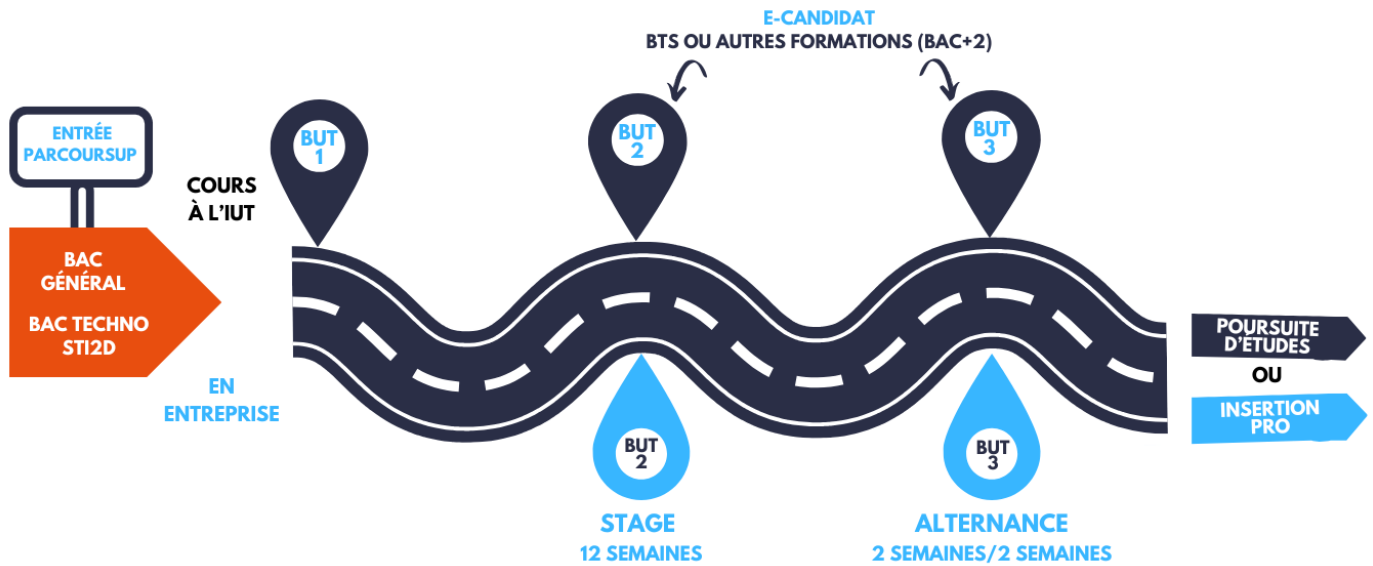 E-CANDIDAT
BTS OU AUTRES FORMATIONS (BAC+2)
ENTRÉE
PARCOURSUP
BUT
1
BUT
2
BUT
3
COURS
À L'IUT
BAC
GÉNÉRAL
BAC TECHNO
STI2D
EN
ENTREPRISE
POURSUITE
D'ÉTUDES
OU
INSERTION
PRO
BUT
2
BUT
3
STAGE
12 SEMAINES
ALTERNANCE
2 SEMAINES/2 SEMAINES